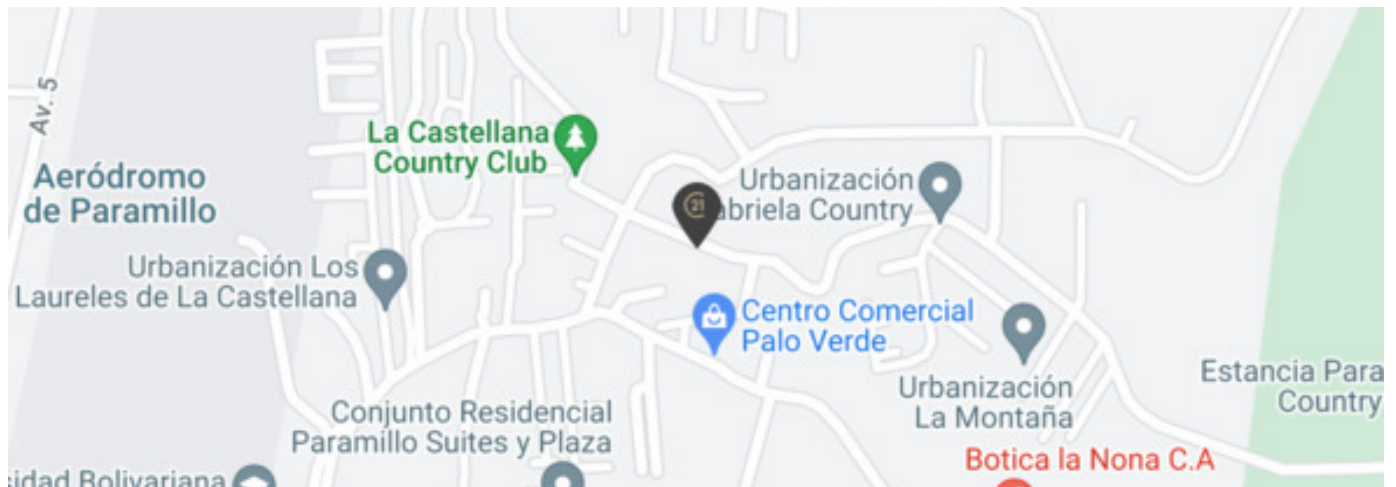 Av. 5
La Castellana
Country Club
Aeródromo
de Paramillo
Urbanización
abriela Country
21
Urbanización Los
Laureles de La Castellana
Centro Comercial
Palo Verde
Urbanización
La Montaña
Estancia Para
Country
Conjunto Residencial
Paramillo Suites y Plaza
Botica la Nona C.A
sidad Bolivariana